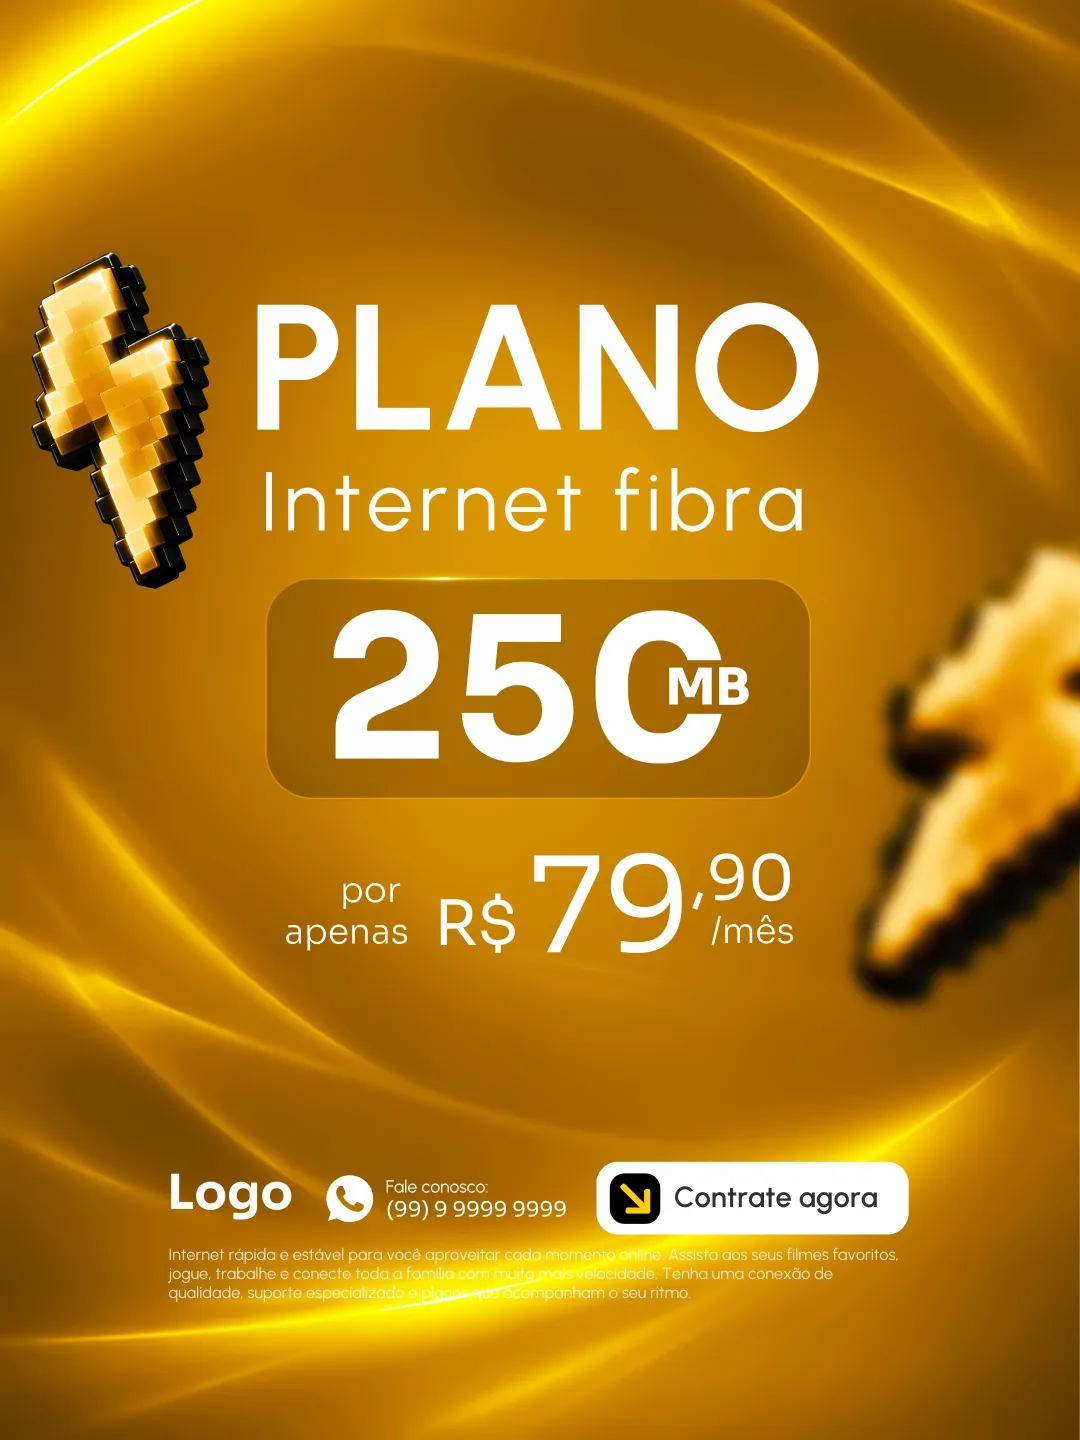 PLANO
Internet fibra
250MB
por
apenas
R$ 79,90
/mês
Logo
Fale conosco:
(99) 9 9999 9999
Contrate agora
Internet rápida e estável para você aproveitar cada momento online. Assista aos seus filmes favoritos,
jogue, trabalhe e conecte toda a família com muito mais velocidade. Tenha uma conexão de
qualidade, suporte especializado e planos que acompanham o seu ritmo.